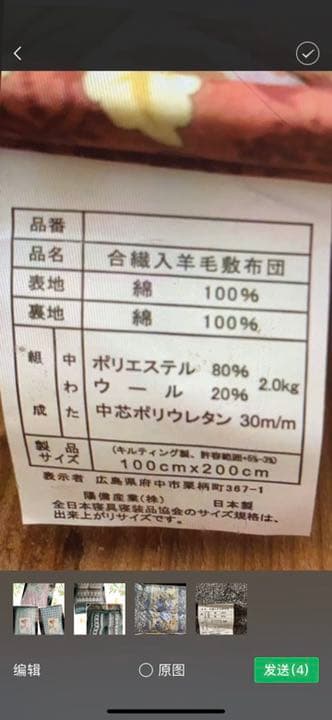 品番
品名 合繊入羊毛敷布団
表地 綿 100%
裏地 綿 100%
組成 中わた
ポリエステル 80%
ウール 20% 2.0kg
中芯ポリウレタン 30m/m
製品サイズ (キルティング製、許容範囲+5%-3%)
100cm×200cm
表示者 広島県府中市栗柄町367-1
陽備産業(株) 日本製
全日本寝具寝装品協会のサイズ規格は、
出来上がりサイズです。
编辑 原图 发送(4)